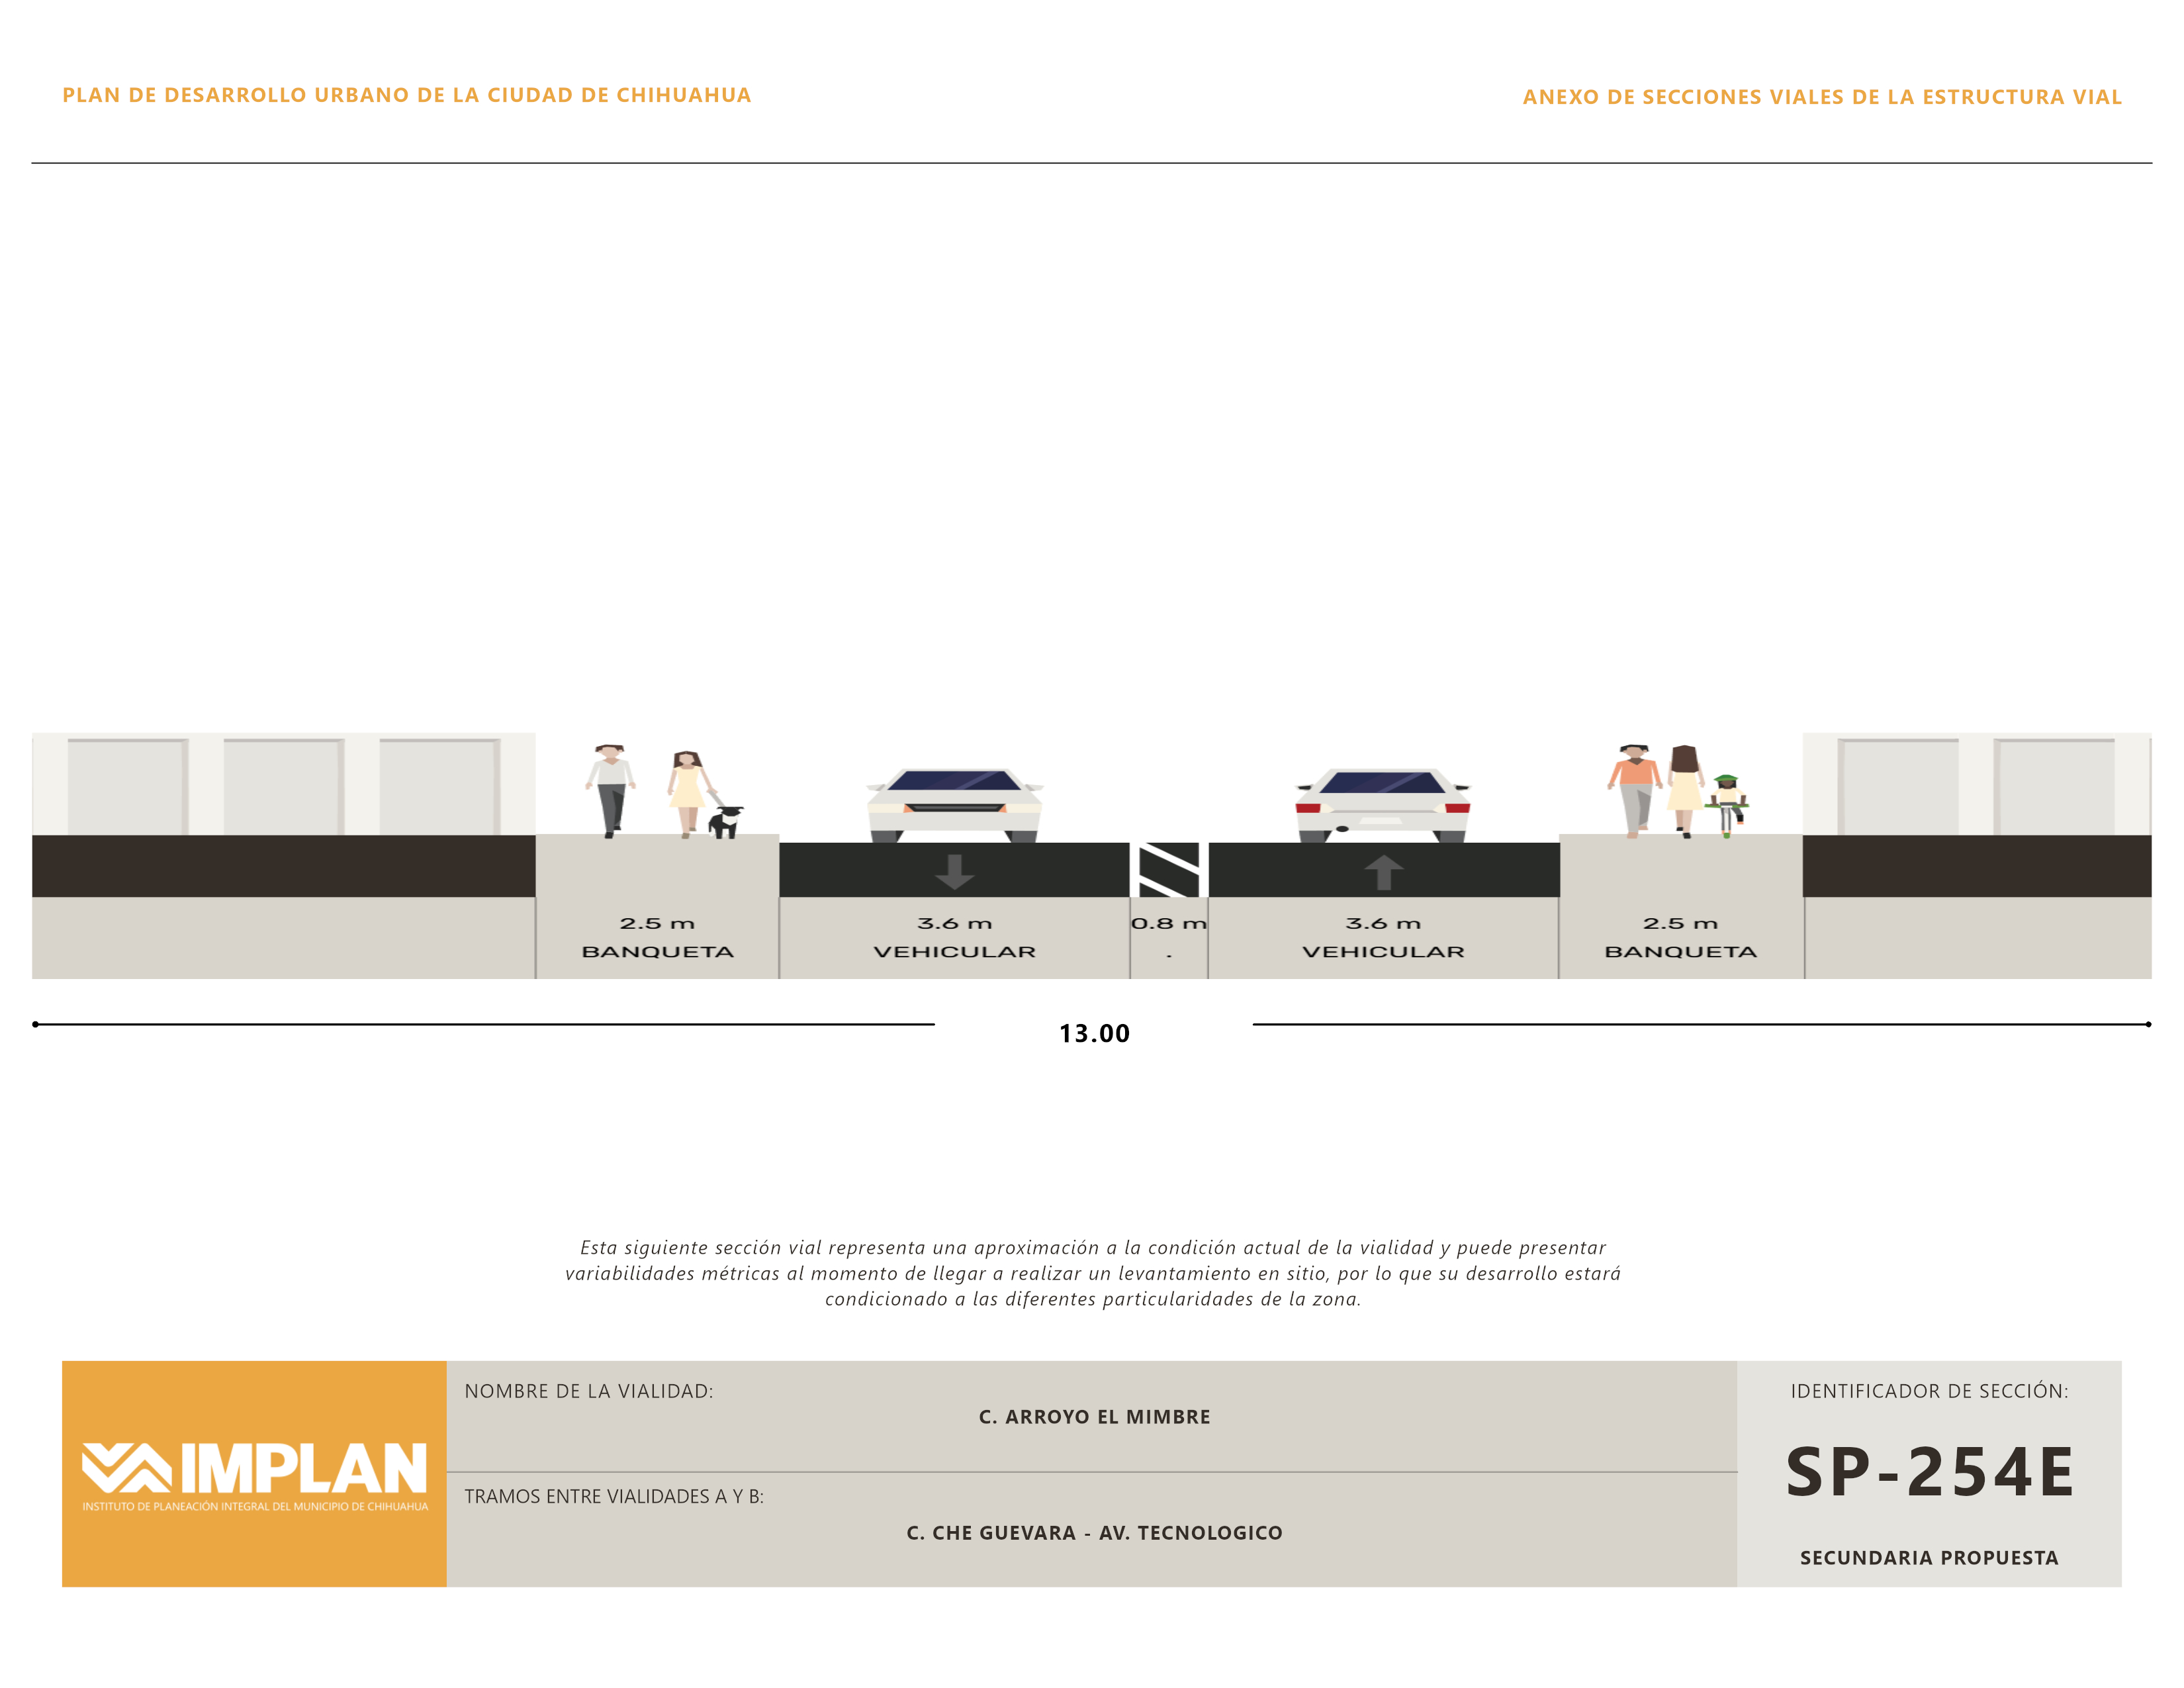 PLAN DE DESARROLLO URBANO DE LA CIUDAD DE CHIHUAHUA
ANEXO DE SECCIONES VIALES DE LA ESTRUCTURA VIAL
2.5 m
BANQUETA
3.6 m
VEHICULAR
0.8 m
.
3.6 m
VEHICULAR
2.5 m
BANQUETA
13.00
Esta siguiente sección vial representa una aproximación a la condición actual de la vialidad y puede presentar
variabilidades métricas al momento de llegar a realizar un levantamiento en sitio, por lo que su desarrollo estará
condicionado a las diferentes particularidades de la zona.
IMPLAN
INSTITUTO DE PLANEACIÓN INTEGRAL DEL MUNICIPIO DE CHIHUAHUA
NOMBRE DE LA VIALIDAD:
C. ARROYO EL MIMBRE
TRAMOS ENTRE VIALIDADES A Y B:
C. CHE GUEVARA - AV. TECNOLOGICO
IDENTIFICADOR DE SECCIÓN:
SP-254E
SECUNDARIA PROPUESTA